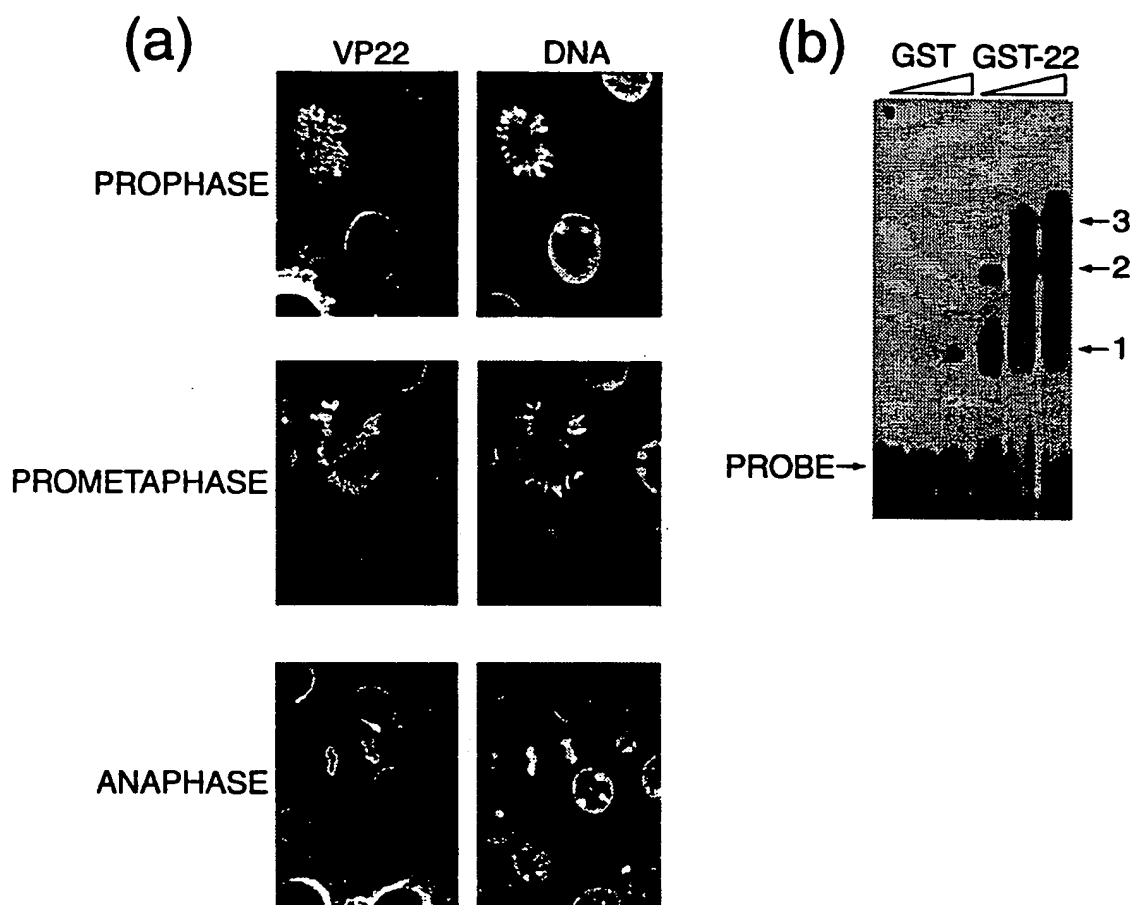 (a)
VP22 DNA
PROPHASE
PROMETAPHASE
ANAPHASE
(b)
GST GST-22
←3
←2
←1
PROBE→